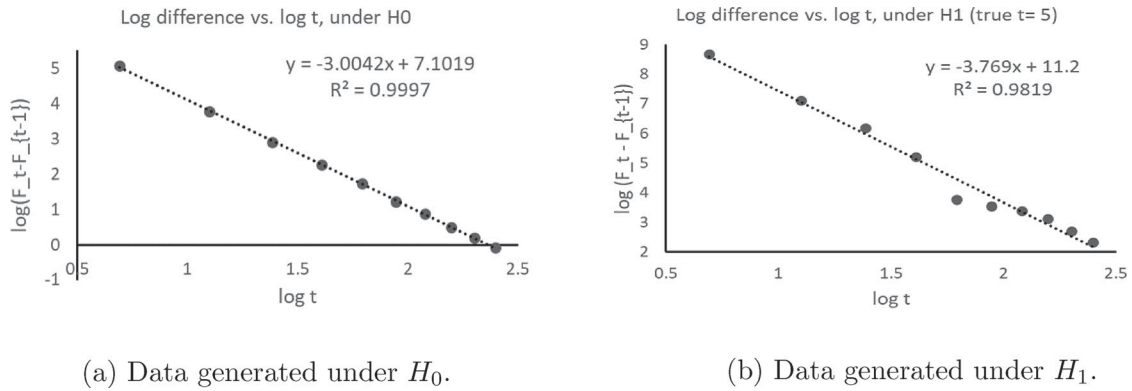 Log difference vs. log t, under H0
y = -3.0042x + 7.1019
R² = 0.9997
log(F_t-F_{t-1})
5
4
3
2
1
0
-1
0.5
1
1.5
2
2.5
log t
(a) Data generated under H₀.
Log difference vs. log t, under H1 (true t= 5)
y = -3.769x + 11.2
R² = 0.9819
log (F_t - F_{t-1})
9
8
7
6
5
4
3
2
0.5
1
1.5
2
2.5
log t
(b) Data generated under H₁.